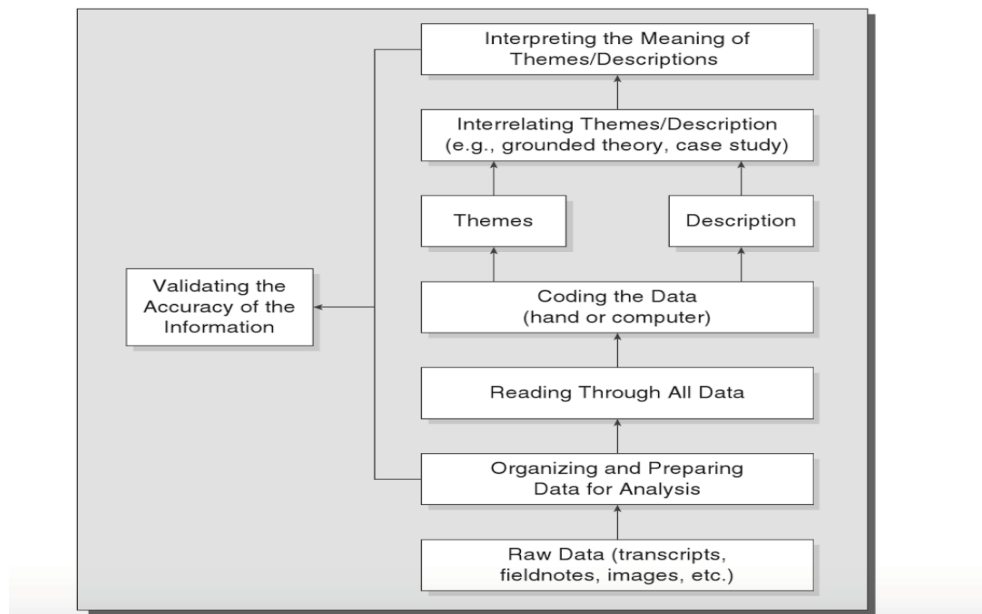 Interpreting the Meaning of
Themes/Descriptions
Interrelating Themes/Description
(e.g., grounded theory, case study)
Themes
Description
Validating the
Accuracy of the
Information
Coding the Data
(hand or computer)
Reading Through All Data
Organizing and Preparing
Data for Analysis
Raw Data (transcripts,
fieldnotes, images, etc.)